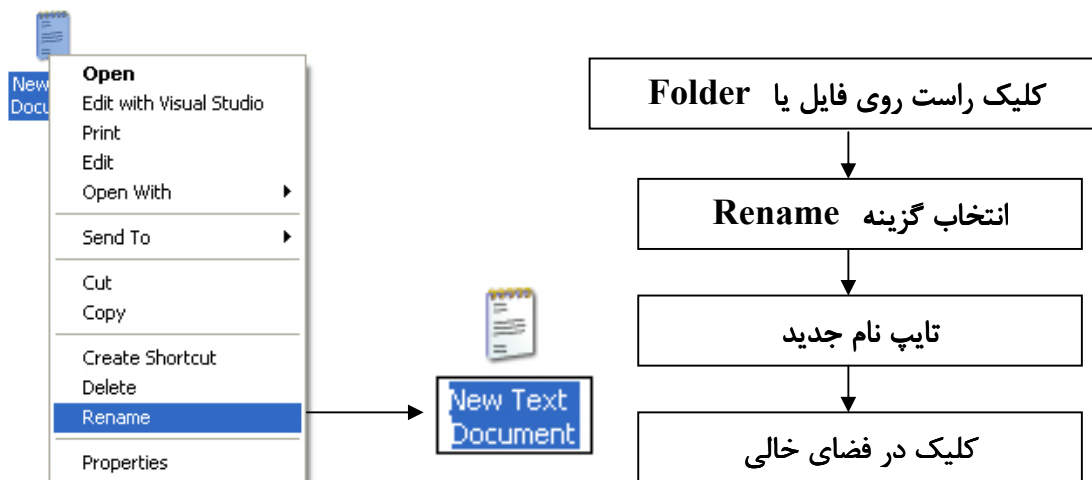 New
Docu
Open
Edit with Visual Studio
Print
Edit
Open With
Send To
Cut
Copy
Create Shortcut
Delete
Rename
Properties
New Text
Document
کلیک راست روی فایل یا Folder
انتخاب گزینه Rename
تایپ نام جدید
کلیک در فضای خالی